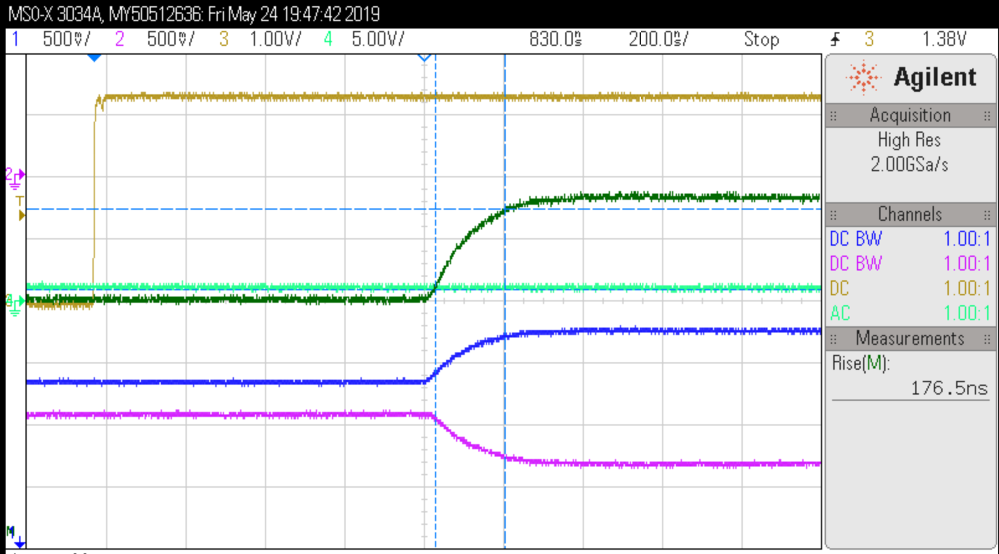 MSO-X 3034A, MY50512636: Fri May 24 19:47:42 2019
1 500mV/ 2 500mV/ 3 1.00V/ 4 5.00V/ 830.0ns 200.0ns/ Stop 3 1.38V
Agilent
Acquisition
High Res
2.00GSa/s
2
T
Channels
DC BW 1.00:1
DC BW 1.00:1
DC 1.00:1
AC 1.00:1
Measurements
Rise(M):
176.5ns
M